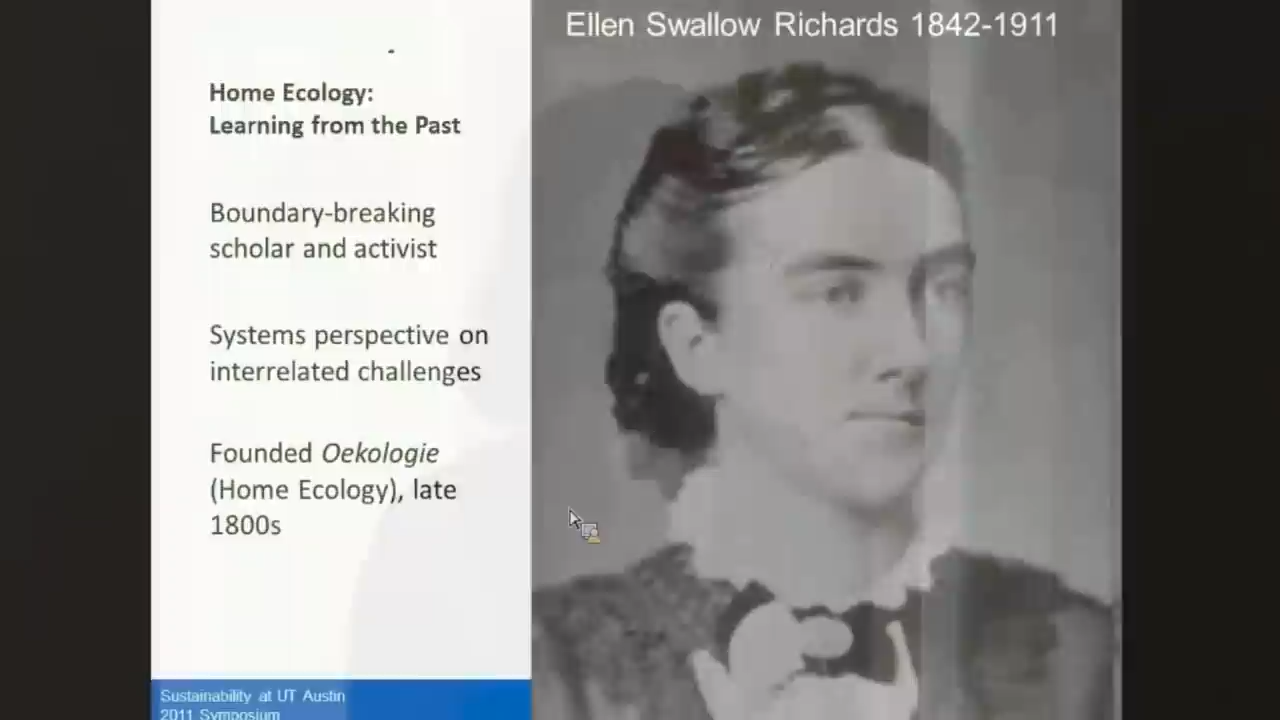 Ellen Swallow Richards 1842-1911
Home Ecology:
Learning from the Past
Boundary-breaking
scholar and activist
Systems perspective on
interrelated challenges
Founded Oekologie
(Home Ecology), late
1800s
Sustainability at UT Austin
2011 Symposium